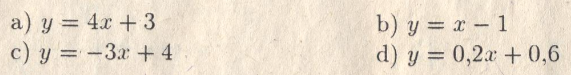 a) y = 4x + 3 b) y = x − 1
c) y = −3x + 4 d) y = 0,2x + 0,6